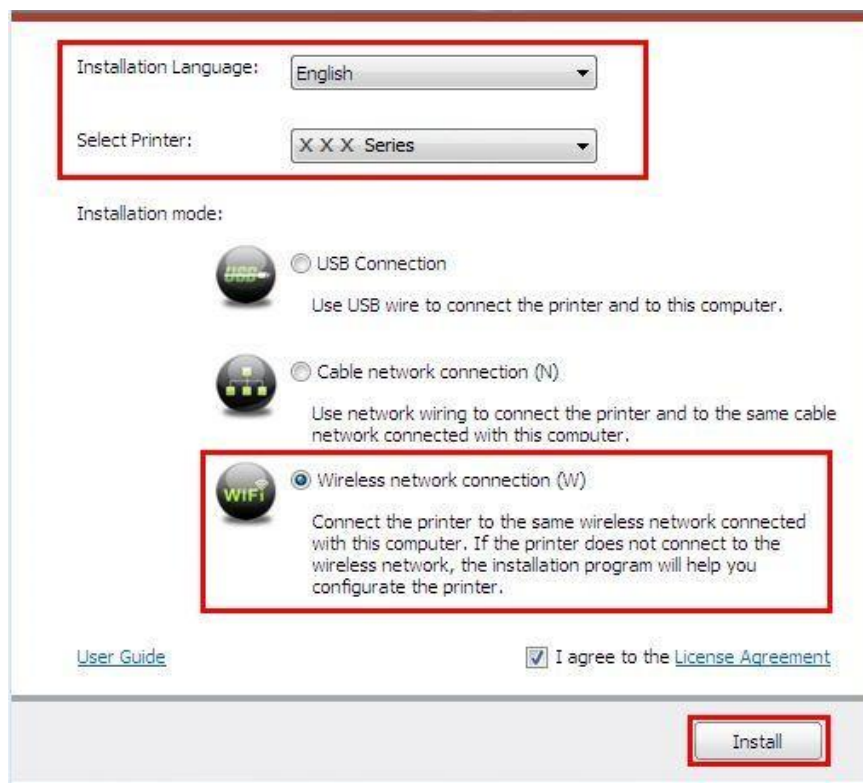 Installation Language:
English
Select Printer:
X X X Series
Installation mode:
USB
USB Connection
Use USB wire to connect the printer and to this computer.
Cable network connection (N)
Use network wiring to connect the printer and to the same cable
network connected with this computer.
WIFI
Wireless network connection (W)
Connect the printer to the same wireless network connected
with this computer. If the printer does not connect to the
wireless network, the installation program will help you
configurate the printer.
User Guide
I agree to the License Agreement
Install